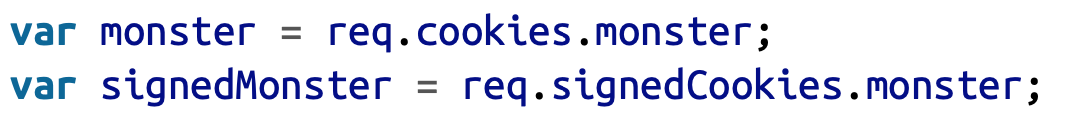 var monster = req.cookies.monster;
var signedMonster = req.signedCookies.monster;